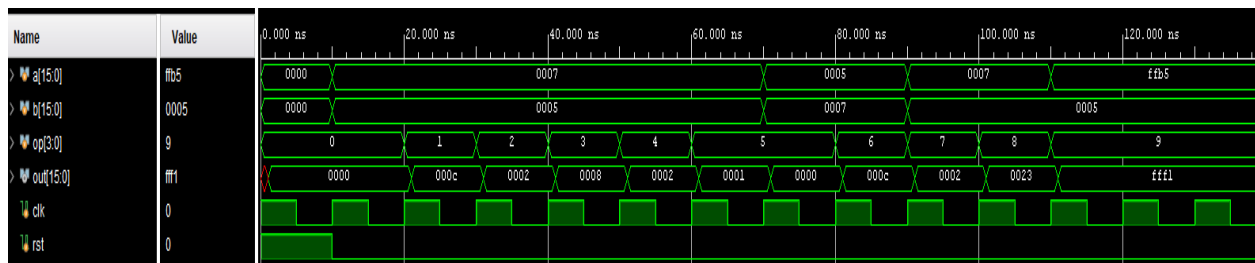 Name Value 0.000 ns 20.000 ns 40.000 ns 60.000 ns 80.000 ns 100.000 ns 120.000 ns
a[15:0] ffb5 0000 0007 0005 0007 ffb5
b[15:0] 0005 0000 0005 0007 0005
op[3:0] 9 0 1 2 3 4 5 6 7 8 9
out[15:0] fff1 0000 000c 0002 0008 0002 0001 0000 000c 0002 0023 fff1
clk 0
rst 0